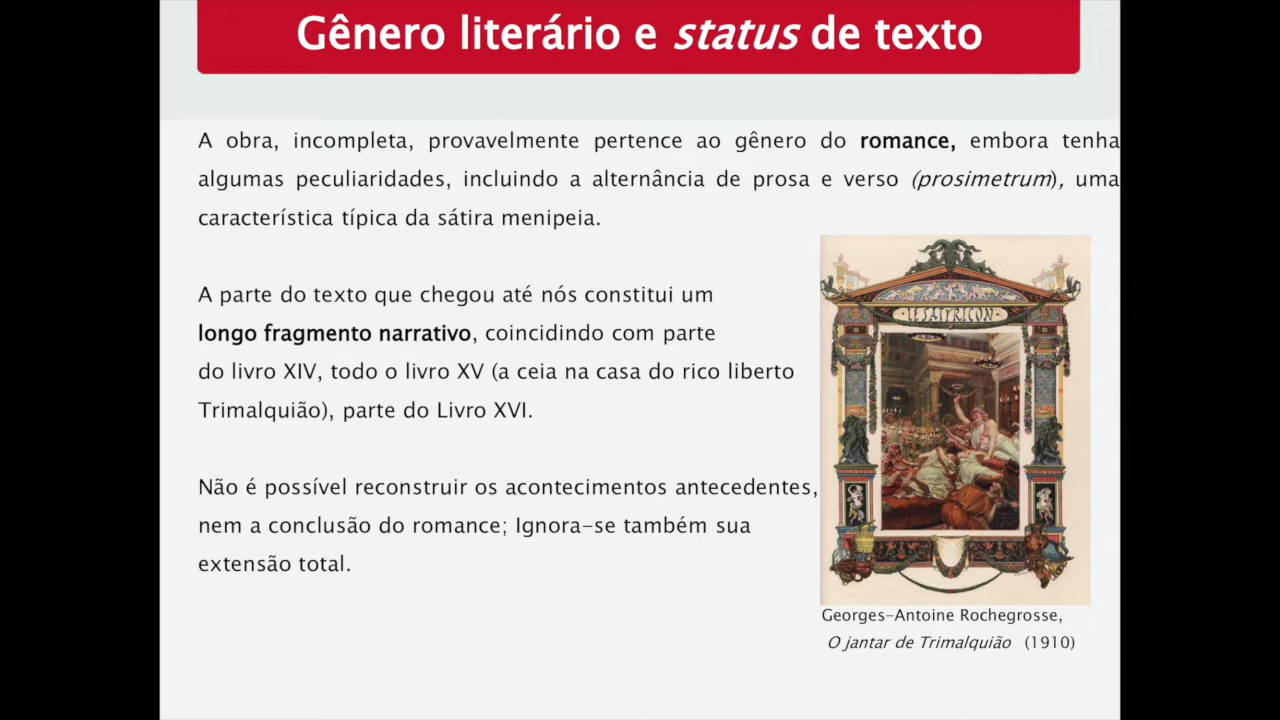 Gênero literário e status de texto
A obra, incompleta, provavelmente pertence ao gênero do romance, embora tenha
algumas peculiaridades, incluindo a alternância de prosa e verso (prosimetrum), uma
característica típica da sátira menipeia.
A parte do texto que chegou até nós constitui um
longo fragmento narrativo, coincidindo com parte
do livro XIV, todo o livro XV (a ceia na casa do rico liberto
Trimalquião), parte do Livro XVI.
Não é possível reconstruir os acontecimentos antecedentes,
nem a conclusão do romance; Ignora-se também sua
extensão total.
LE SATYRICON
Georges-Antoine Rochegrosse,
O jantar de Trimalquião (1910)